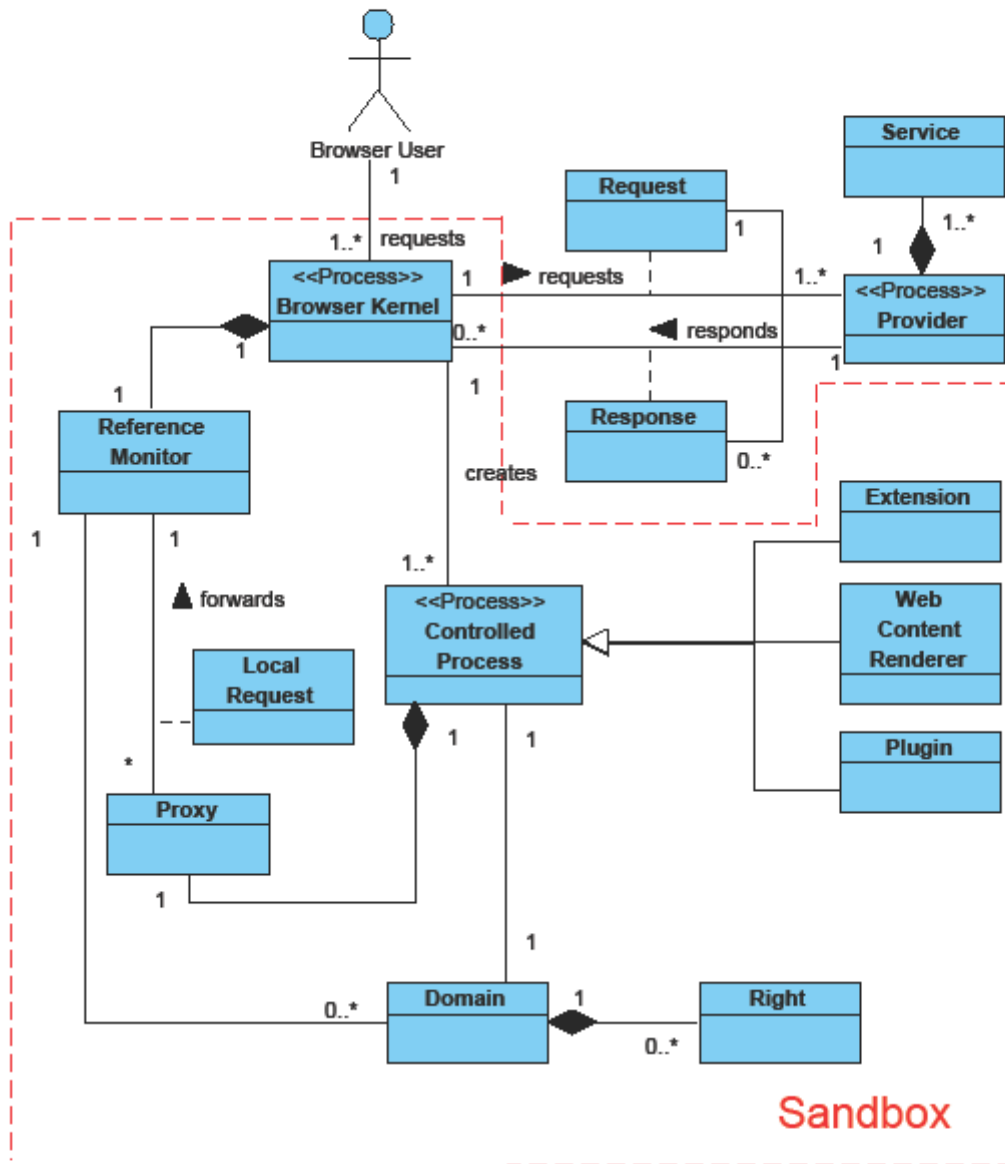 Browser User
1
Service
Request
1
1..*
1..*
requests
1
<<Process>>
Browser Kernel
1
requests
1..*
1
<<Process>>
Provider
0..*
responds
1
1
1
1
Reference
Monitor
Response
0..*
creates
Extension
1
1
1..*
<<Process>>
Controlled
Process
forwards
Web
Content
Renderer
Local
Request
1
1
Plugin
*
Proxy
1
1
Domain
1
Right
0..*
0..*
Sandbox